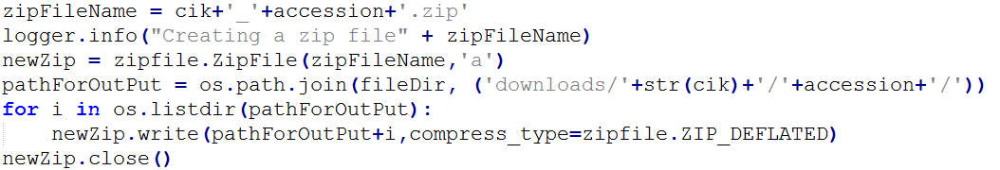 zipFileName = cik+'_'+accession+'.zip'
logger.info("Creating a zip file" + zipFileName)
newZip = zipfile.ZipFile(zipFileName,'a')
pathForOutPut = os.path.join(fileDir, ('downloads/'+str(cik)+'/'+accession+'/'))
for i in os.listdir(pathForOutPut):
    newZip.write(pathForOutPut+i,compress_type=zipfile.ZIP_DEFLATED)
newZip.close()